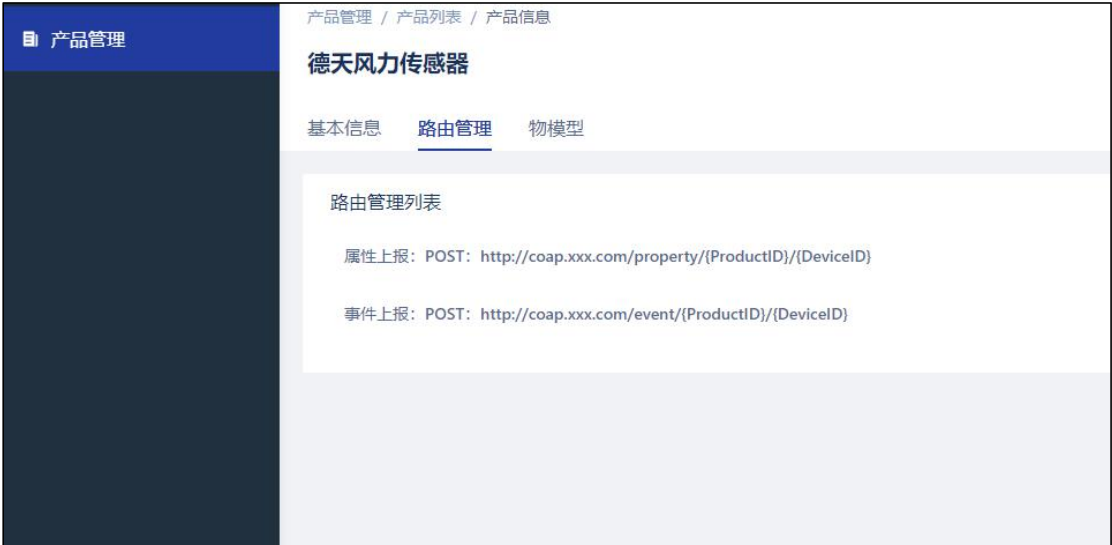 产品管理
产品管理 / 产品列表 / 产品信息
德天风力传感器
基本信息 路由管理 物模型
路由管理列表
属性上报：POST：http://coap.xxx.com/property/{ProductID}/{DeviceID}
事件上报：POST：http://coap.xxx.com/event/{ProductID}/{DeviceID}